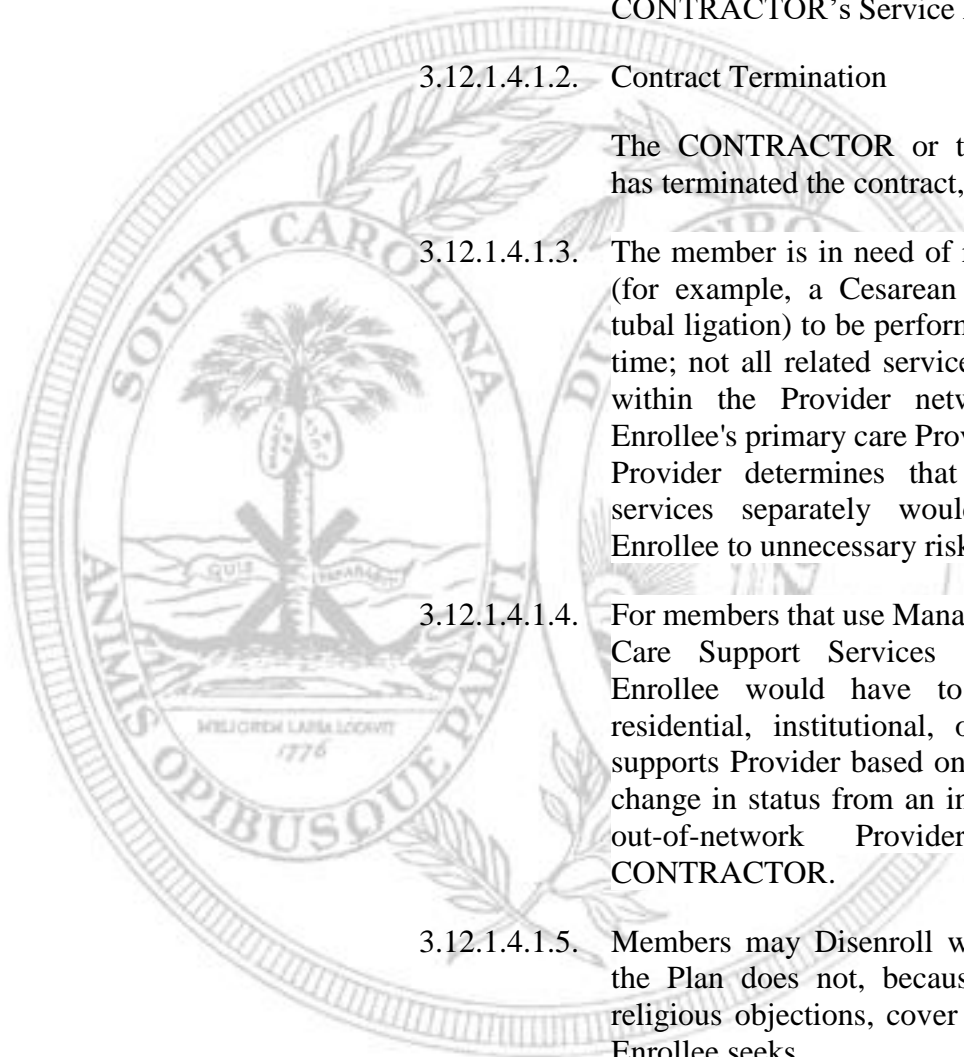 CONTRACTOR's Service
3.12.1.4.1.2. Contract Termination
The CONTRACTOR or
has terminated the contract,
3.12.1.4.1.3. The member is in need of
(for example, a Cesarean
tubal ligation) to be perform
time; not all related service
within the Provider netw
Enrollee's primary care Prov
Provider determines that
services separately woul
Enrollee to unnecessary risk
3.12.1.4.1.4. For members that use Mana
Care Support Services
Enrollee would have to
residential, institutional,
supports Provider based on
change in status from an in
out-of-network Provider
CONTRACTOR.
3.12.1.4.1.5. Members may Disenroll w
the Plan does not, becaus
religious objections, cover
Enrollee seeks.
SOUTH CAROLINA
ANIMIS OPIBUSQUE PARATI
QUIS
MELIOREM LAPSA LOCAVIT
1776